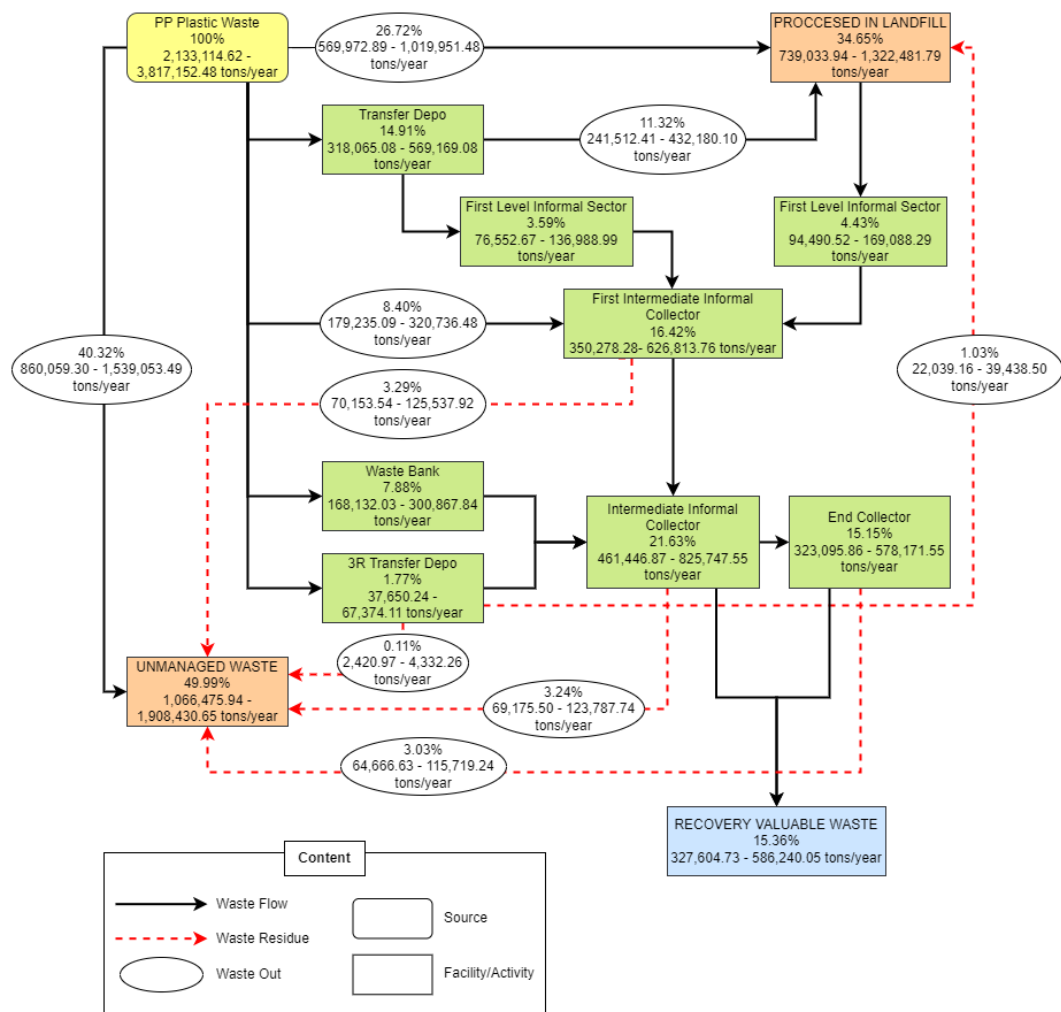 PP Plastic Waste
100%
2,133,114.62 -
3,817,152.48 tons/year
26.72%
569,972.89 - 1,019,951.48
tons/year
PROCCESED IN LANDFILL
34.65%
739,033.94 - 1,322,481.79
tons/year
Transfer Depo
14.91%
318,065.08 - 569,169.08
tons/year
11.32%
241,512.41 - 432,180.10
tons/year
First Level Informal Sector
3.59%
76,552.67 - 136,988.99
tons/year
First Level Informal Sector
4.43%
94,490.52 - 169,088.29
tons/year
8.40%
179,235.09 - 320,736.48
tons/year
First Intermediate Informal
Collector
16.42%
350,278.28- 626,813.76 tons/year
40.32%
860,059.30 - 1,539,053.49
tons/year
1.03%
22,039.16 - 39,438.50
tons/year
3.29%
70,153.54 - 125,537.92
tons/year
Waste Bank
7.88%
168,132.03 - 300,867.84
tons/year
Intermediate Informal
Collector
21.63%
461,446.87 - 825,747.55
tons/year
End Collector
15.15%
323,095.86 - 578,171.55
tons/year
3R Transfer Depo
1.77%
37,650.24 -
67,374.11 tons/year
0.11%
2,420.97 - 4,332.26
tons/year
UNMANAGED WASTE
49.99%
1,066,475.94 -
1,908,430.65 tons/year
3.24%
69,175.50 - 123,787.74
tons/year
3.03%
64,666.63 - 115,719.24
tons/year
RECOVERY VALUABLE WASTE
15.36%
327,604.73 - 586,240.05 tons/year
Content
Waste Flow
Source
Waste Residue
Waste Out
Facility/Activity